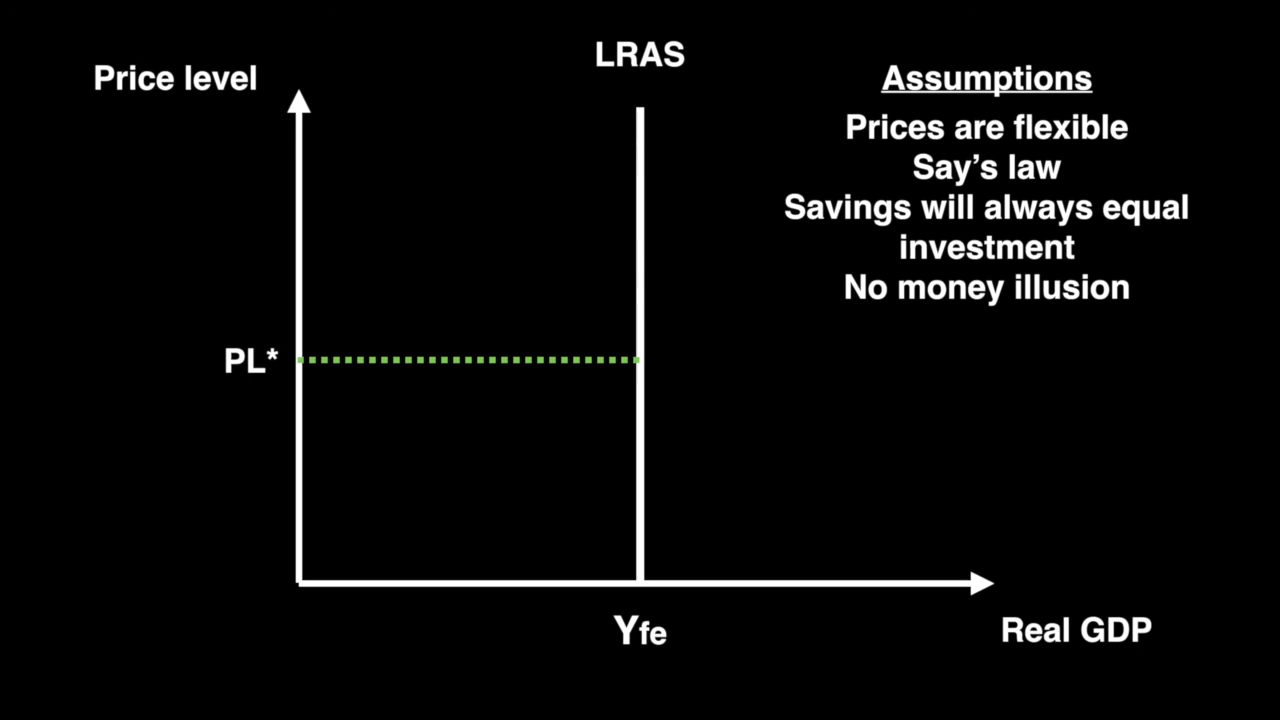 LRAS
Price level
Assumptions
Prices are flexible
Say’s law
Savings will always equal
investment
No money illusion
PL*
Yfe
Real GDP